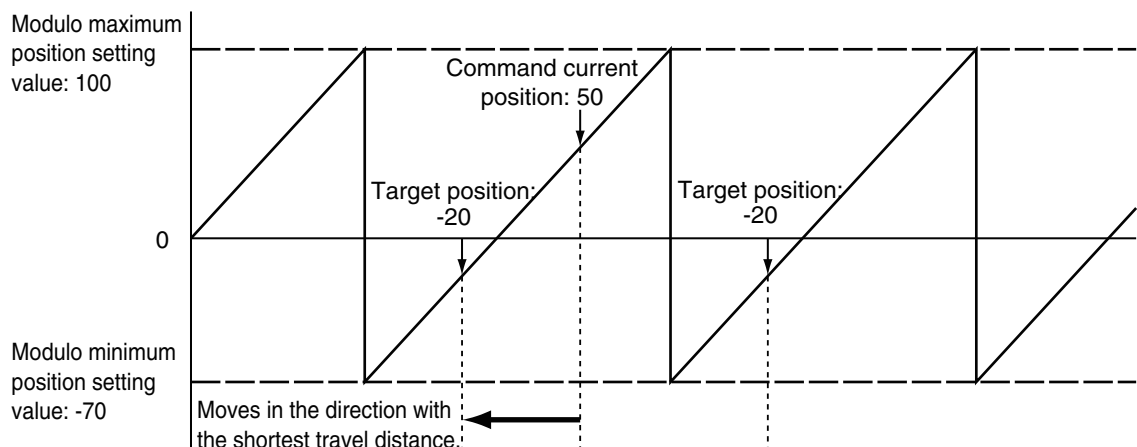 Modulo maximum
position setting
value: 100
Command current
position: 50
Target position:
-20
Target position:
-20
0
Modulo minimum
position setting
value: -70
Moves in the direction with
the shortest travel distance.